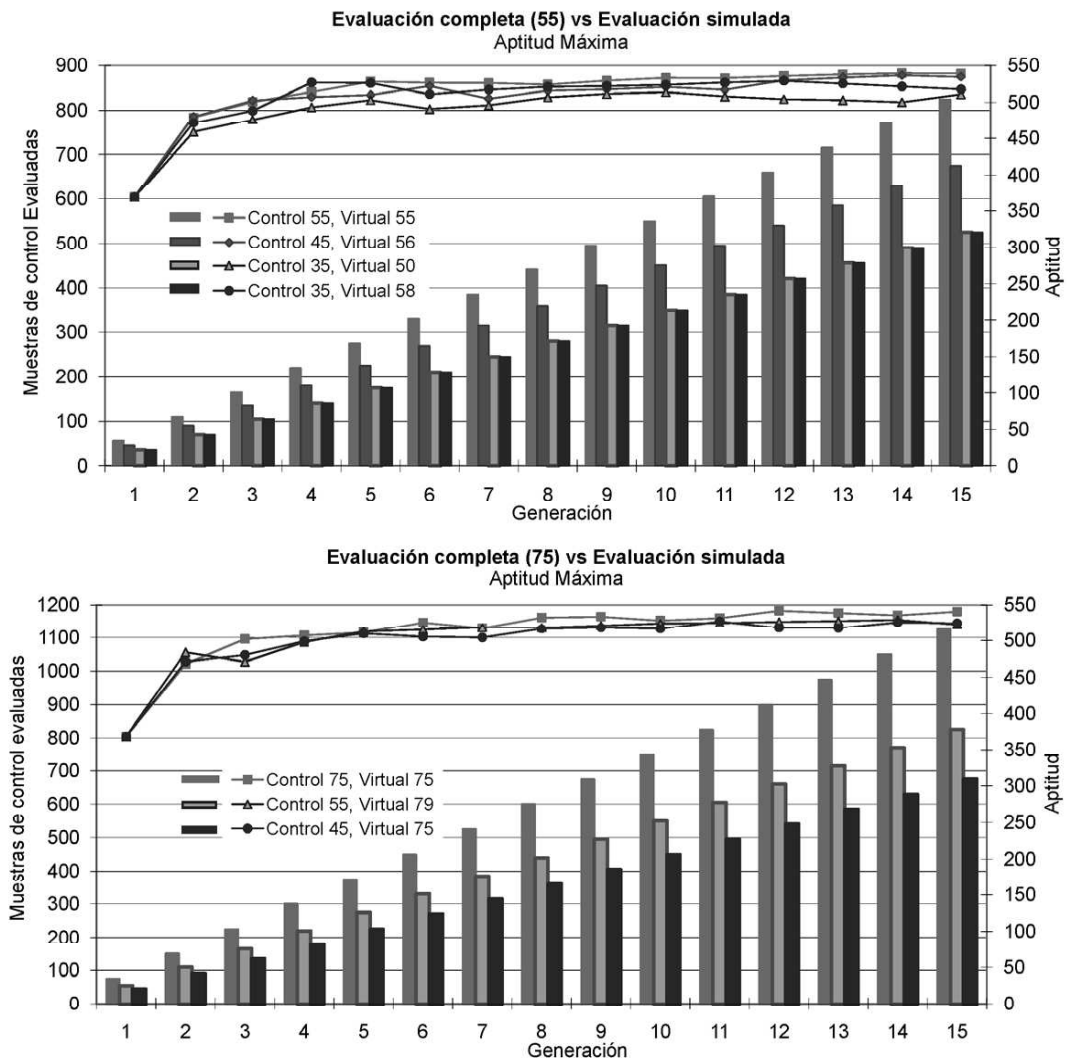 Evaluación completa (55) vs Evaluación simulada
Aptitud Máxima
Muestras de control Evaluadas
900
800
700
600
500
400
300
200
100
0
Control 55, Virtual 55
Control 45, Virtual 56
Control 35, Virtual 50
Control 35, Virtual 58
550
500
450
400
350
300
250
200
150
100
50
0
Aptitud
1 2 3 4 5 6 7 8 9 10 11 12 13 14 15
Generación
Evaluación completa (75) vs Evaluación simulada
Aptitud Máxima
Muestras de control evaluadas
1200
1100
1000
900
800
700
600
500
400
300
200
100
0
Control 75, Virtual 75
Control 55, Virtual 79
Control 45, Virtual 75
550
500
450
400
350
300
250
200
150
100
50
0
Aptitud
1 2 3 4 5 6 7 8 9 10 11 12 13 14 15
Generación